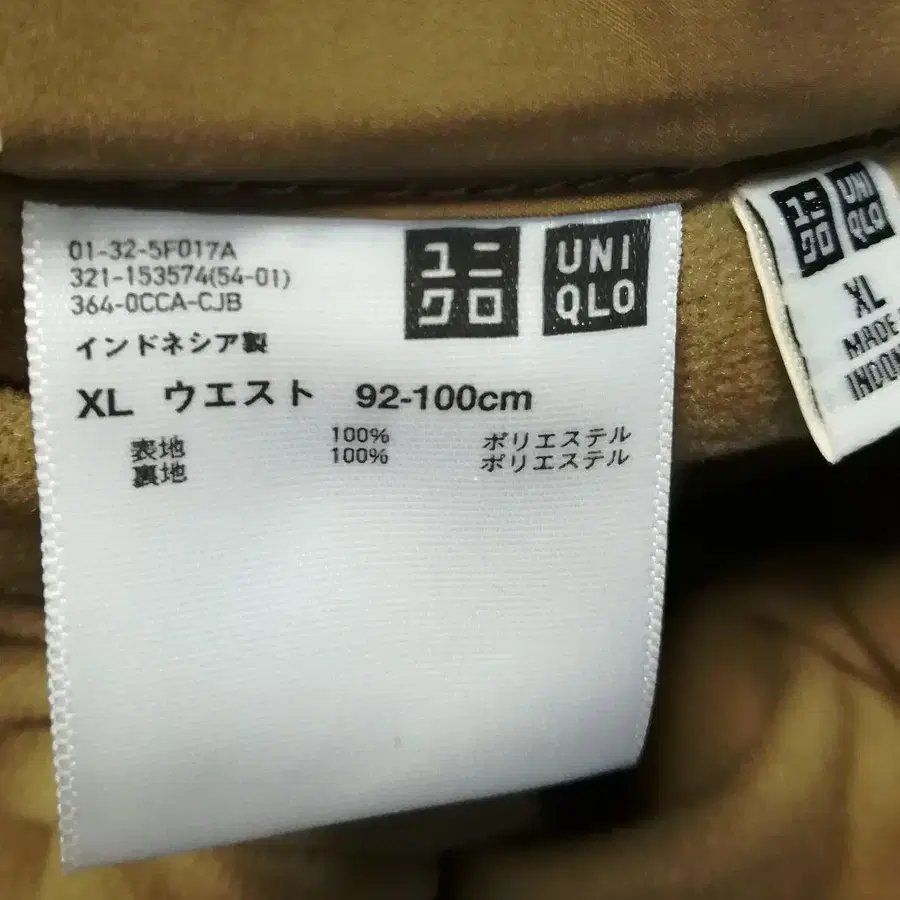 01-32-5F017A
321-153574(54-01)
364-0CCA-CJB
ユニ
クロ
UNI
QLO
インドネシア製
XL ウエスト 92-100cm
表地 100% ポリエステル
裏地 100% ポリエステル
ユニ
クロ
UNI
QLO
XL
MADE